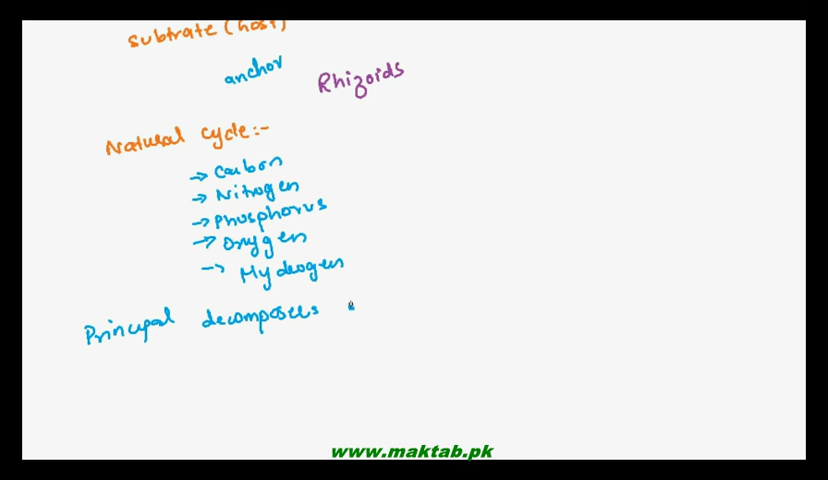 subtrate (host)
anchor
Rhizoids
Natural cycle:-
→ Carbon
→ Nitrogen
→ Phosphorus
→ Oxygen
→ Hydrogen
Principal decomposers
www.maktab.pk